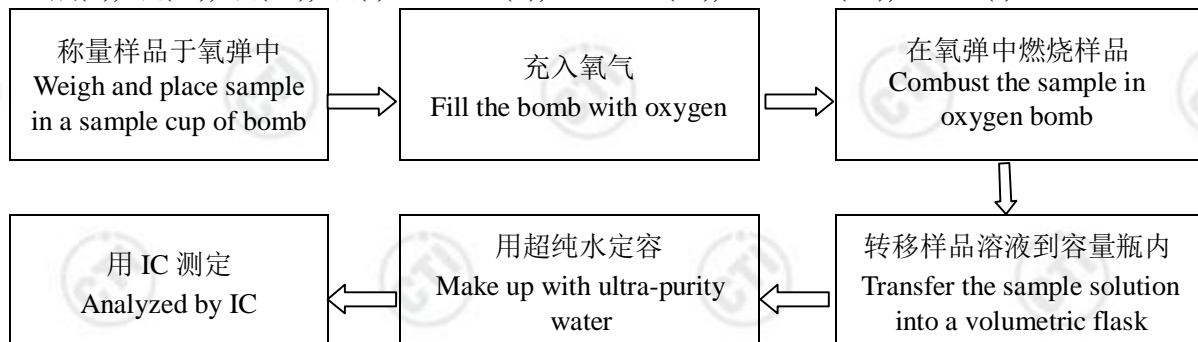 称量样品于氧弹中
Weigh and place sample
in a sample cup of bomb
充入氧气
Fill the bomb with oxygen
在氧弹中燃烧样品
Combust the sample in
oxygen bomb
转移样品溶液到容量瓶内
Transfer the sample solution
into a volumetric flask
用超纯水定容
Make up with ultra-purity
water
用 IC 测定
Analyzed by IC